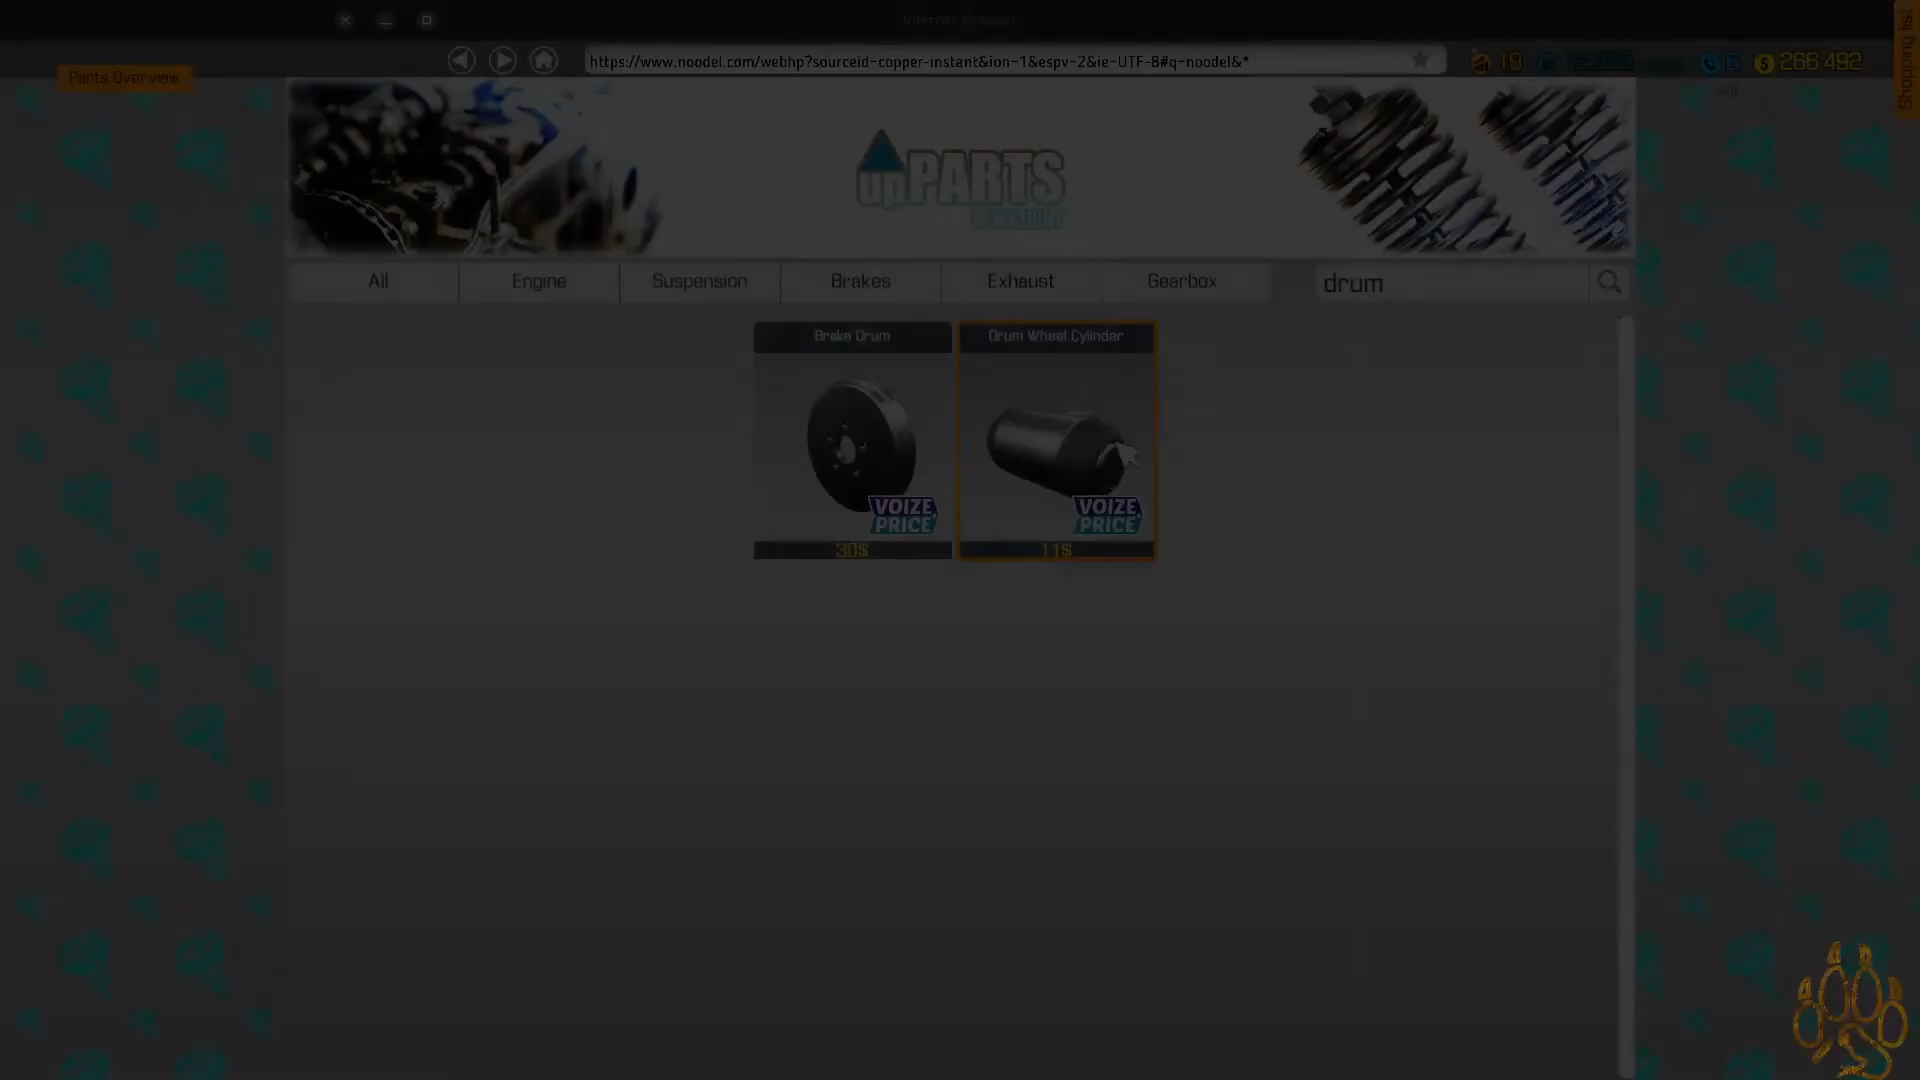 Parts Overview
https://www.noodel.com/webhp?sourceid-copper-instant&ion-1&espv-2&ie-UTF-8#q-noodel&*
266,492
Shopping list
upPARTS
All
Engine
Suspension
Brakes
Exhaust
Gearbox
drum
Brake Drum
Drum Wheel Cylinder
VOIZE PRICE
VOIZE PRICE
30$
11$